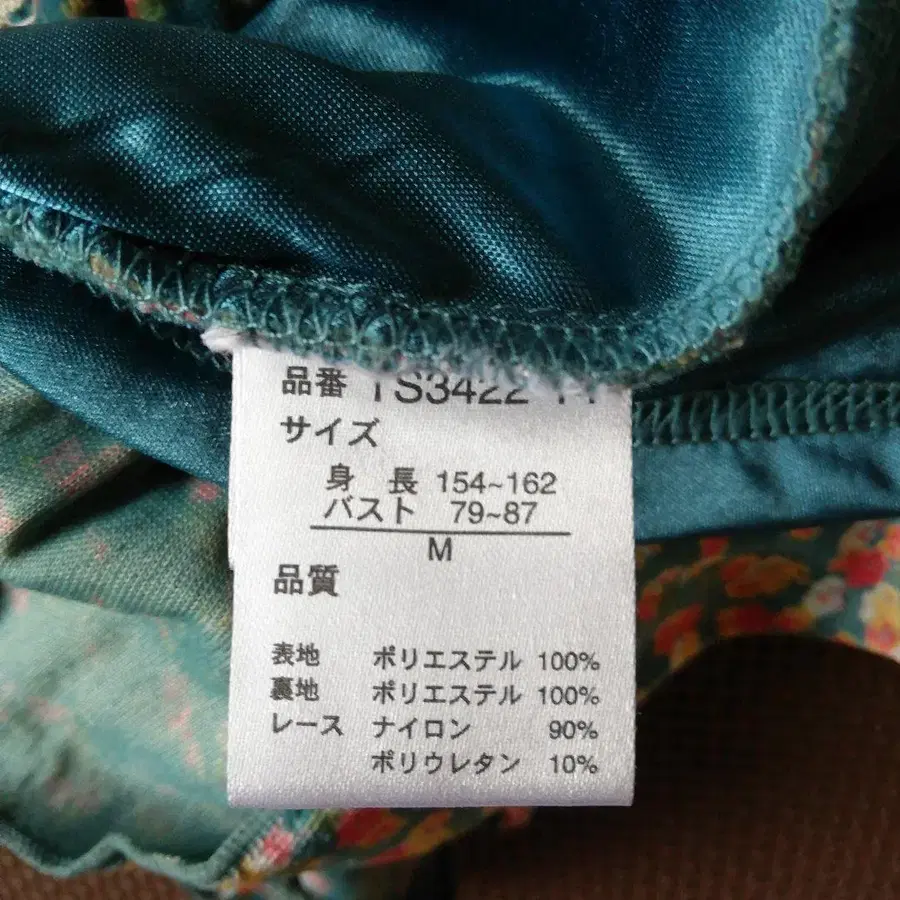 品番 TS3422
サイズ
身 長 154~162
バスト 79~87
M
品質
表地 ポリエステル 100%
裏地 ポリエステル 100%
レース ナイロン 90%
ポリウレタン 10%